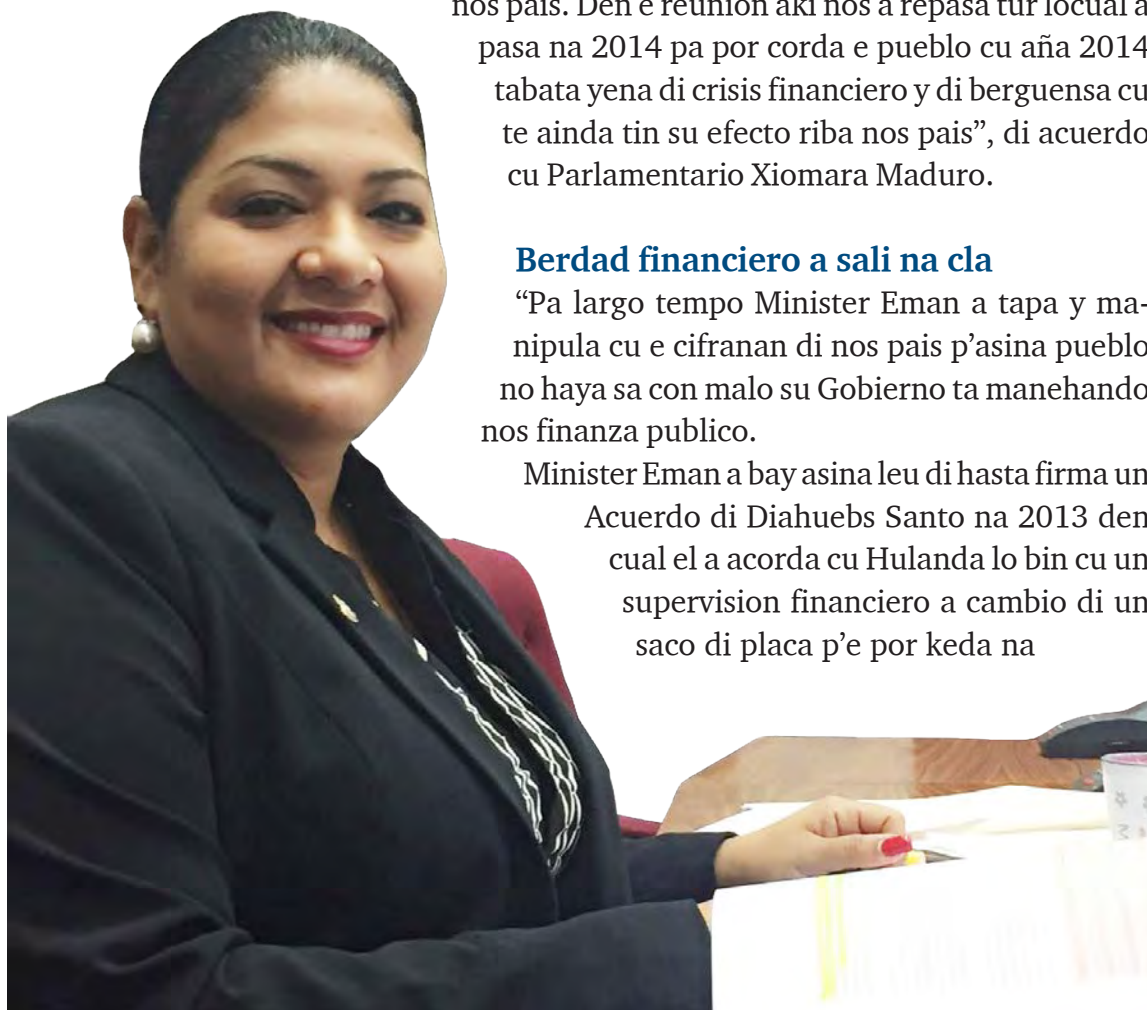 nos pais. Den e reunion aki nos a repasa tur locual a
pasa na 2014 pa por corda e pueblo cu aña 2014
tabata yena di crisis financiero y di berguensa cu
te ainda tin su efecto riba nos pais”, di acuerdo
cu Parlamentario Xiomara Maduro.
Berdad financiero a sali na cla
“Pa largo tempo Minister Eman a tapa y ma-
nipula cu e cifranan di nos pais p’asina pueblo
no haya sa con malo su Gobierno ta manehando
nos finanza publico.
Minister Eman a bay asina leu di hasta firma un
Acuerdo di Diahuebs Santo na 2013 den
cual el a acorda cu Hulanda lo bin cu un
supervision financiero a cambio di un
saco di placa p’e por keda na